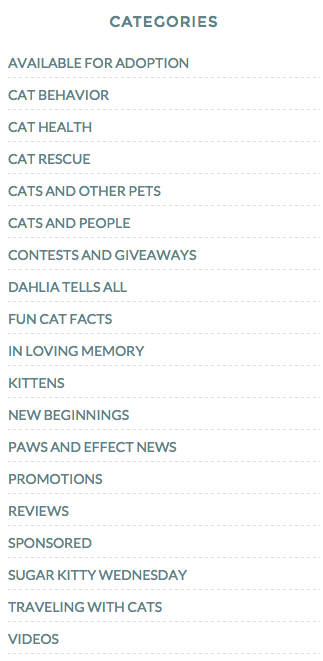 CATEGORIES
AVAILABLE FOR ADOPTION
CAT BEHAVIOR
CAT HEALTH
CAT RESCUE
CATS AND OTHER PETS
CATS AND PEOPLE
CONTESTS AND GIVEAWAYS
DAHLIA TELLS ALL
FUN CAT FACTS
IN LOVING MEMORY
KITTENS
NEW BEGINNINGS
PAWS AND EFFECT NEWS
PROMOTIONS
REVIEWS
SPONSORED
SUGAR KITTY WEDNESDAY
TRAVELING WITH CATS
VIDEOS